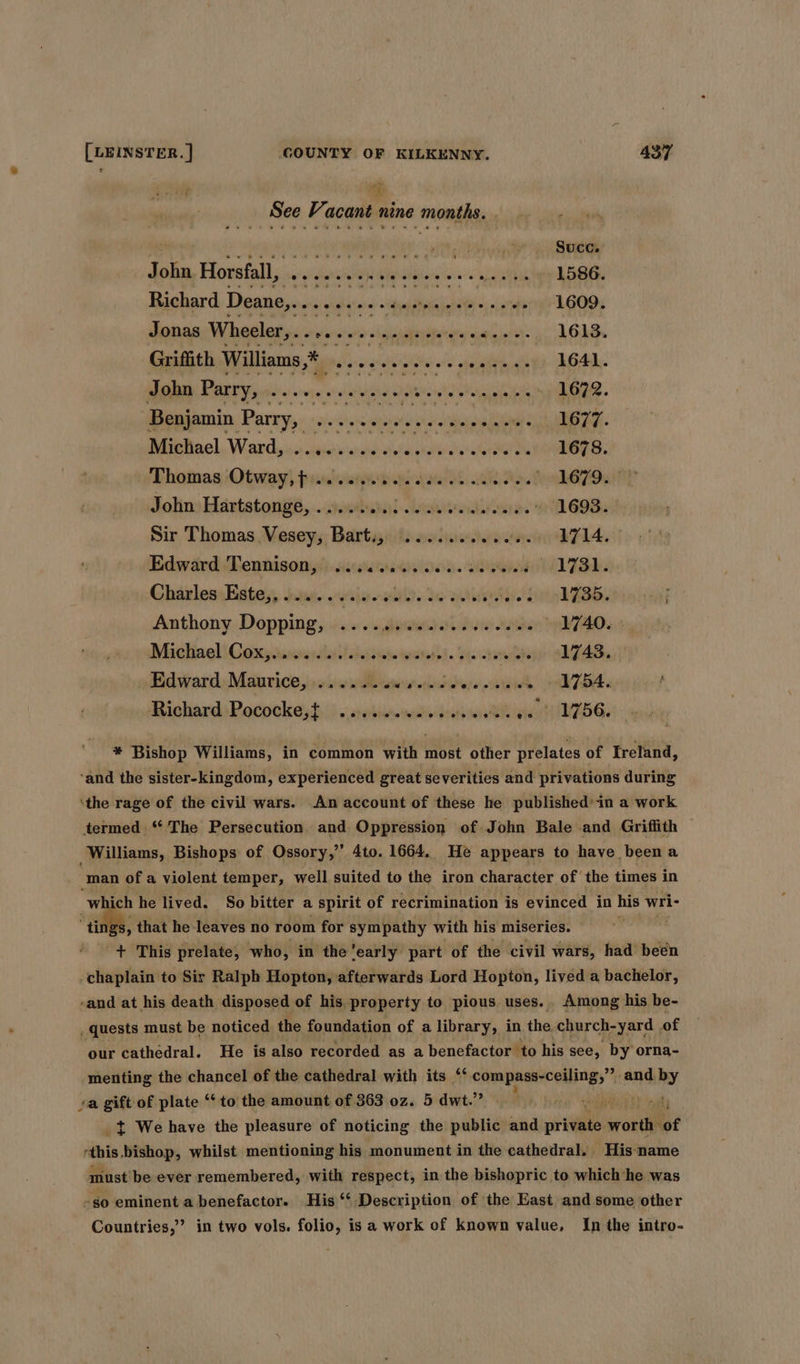 [LEINSTER.] COUNTY OF KILKENNY. 437
See Vacant nine months.
Succ.
John Horsfall, .............................. 1586.
Richard Deane,.............................. 1609.
Jonas Wheeler,.............................. 1613.
Griffith Williams,* .............................. 1641.
John Parry, .............................. 1672.
Benjamin Parry, .............................. 1677.
Michael Ward, .............................. 1678.
Thomas Otway,†.............................. 1679.
John Hartstonge, .............................. 1693.
Sir Thomas Vesey, Bart., .............................. 1714.
Edward Tennison, .............................. 1731.
Charles Este,, .............................. 1735.
Anthony Dopping, .............................. 1740.
Michael Cox,.............................. 1743.
Edward Maurice, .............................. 1754.
Richard Pococke,‡ .............................. 1756.
* Bishop Williams, in common with most other prelates of Ireland,
and the sister-kingdom, experienced great severities and privations during
the rage of the civil wars. An account of these he published in a work
termed “The Persecution and Oppression of John Bale and Griffith
Williams, Bishops of Ossory,” 4to. 1664. He appears to have been a
man of a violent temper, well suited to the iron character of the times in
which he lived. So bitter a spirit of recrimination is evinced in his wri-
tings, that he leaves no room for sympathy with his miseries.
† This prelate, who, in the early part of the civil wars, had been
chaplain to Sir Ralph Hopton, afterwards Lord Hopton, lived a bachelor,
and at his death disposed of his property to pious uses. Among his be-
quests must be noticed the foundation of a library, in the church-yard of
our cathedral. He is also recorded as a benefactor to his see, by orna-
menting the chancel of the cathedral with its “compass-ceiling,” and by
a gift of plate “to the amount of 363 oz. 5 dwt.”
‡ We have the pleasure of noticing the public and private worth of
this bishop, whilst mentioning his monument in the cathedral. His name
must be ever remembered, with respect, in the bishopric to which he was
so eminent a benefactor. His “Description of the East and some other
Countries,” in two vols. folio, is a work of known value. In the intro-